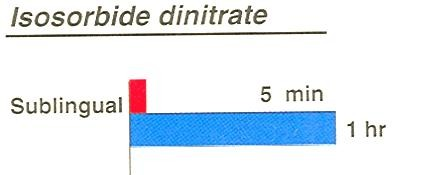 Isosorbide dinitrate
5 min
Sublingual
1 hr